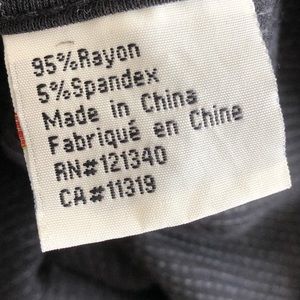 95%Rayon
5%Spandex
Made in China
Fabriqué en Chine
RN#121340
CA#11319